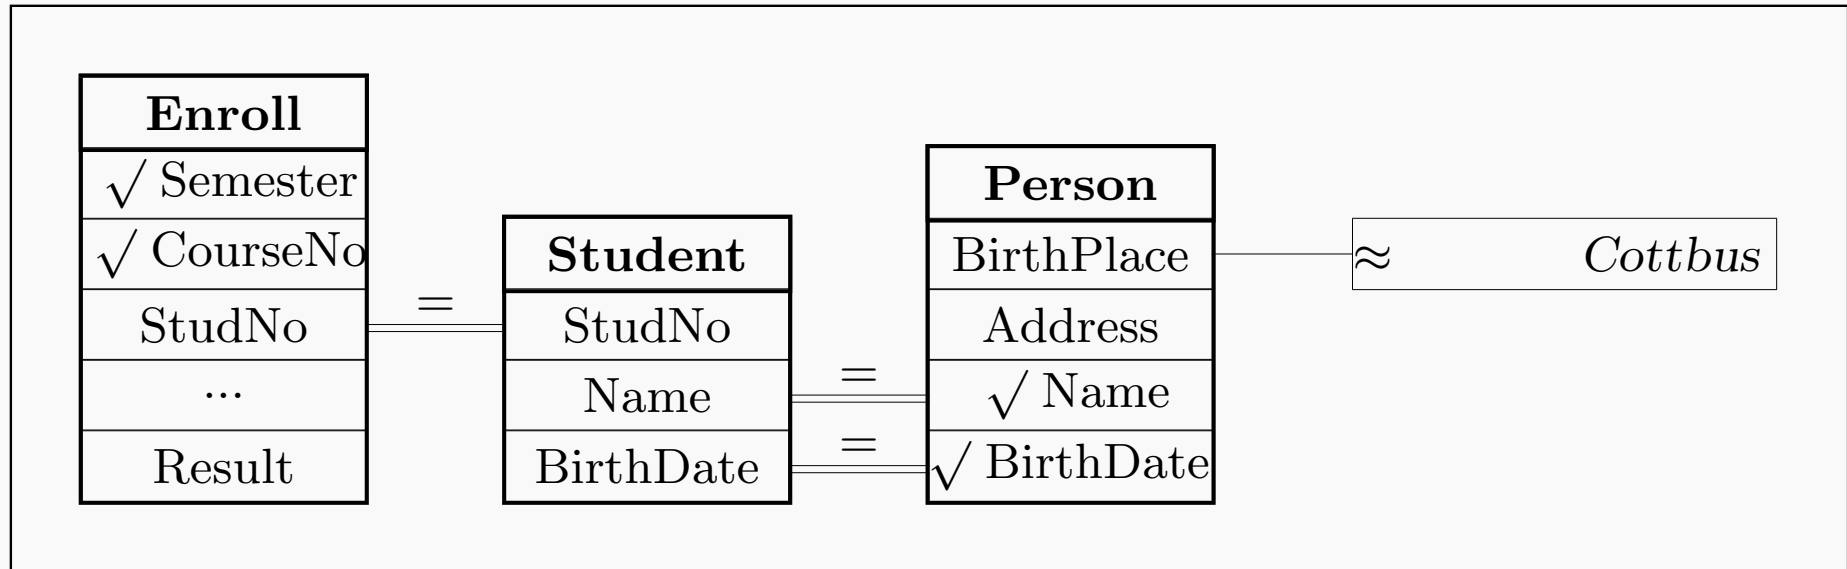 Enroll
√ Semester
√ CourseNo
StudNo
...
Result
=
Student
StudNo
Name
BirthDate
=
=
Person
BirthPlace
Address
√ Name
√ BirthDate
≈ Cottbus